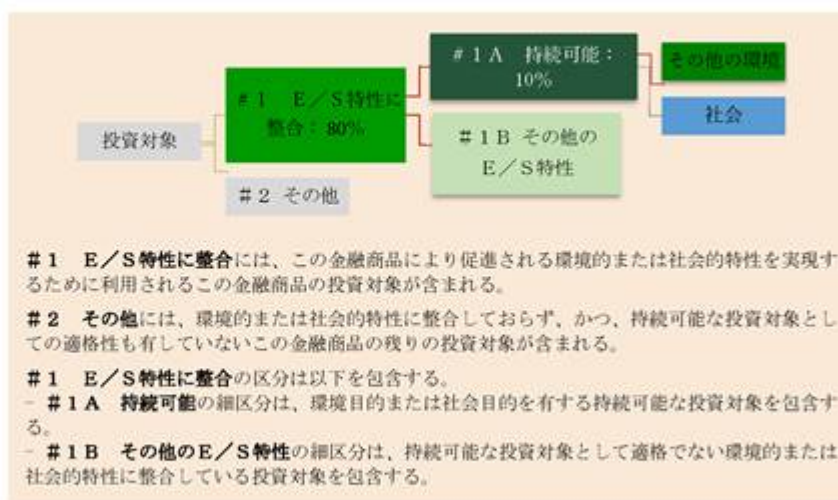 #1A 持続可能：
10%
その他の環境
#1 E／S特性に
整合：80%
社会
投資対象
#1B その他の
E／S特性
#2 その他
#1 E／S特性に整合には、この金融商品により促進される環境的または社会的特性を実現す
るために利用されるこの金融商品の投資対象が含まれる。
#2 その他には、環境的または社会的特性に整合しておらず、かつ、持続可能な投資対象とし
ての適格性も有していないこの金融商品の残りの投資対象が含まれる。
#1 E／S特性に整合の区分は以下を包含する。
- #1A 持続可能の細区分は、環境目的または社会目的を有する持続可能な投資対象を包含す
る。
- #1B その他のE／S特性の細区分は、持続可能な投資対象として適格でない環境的または
社会的特性に整合している投資対象を包含する。